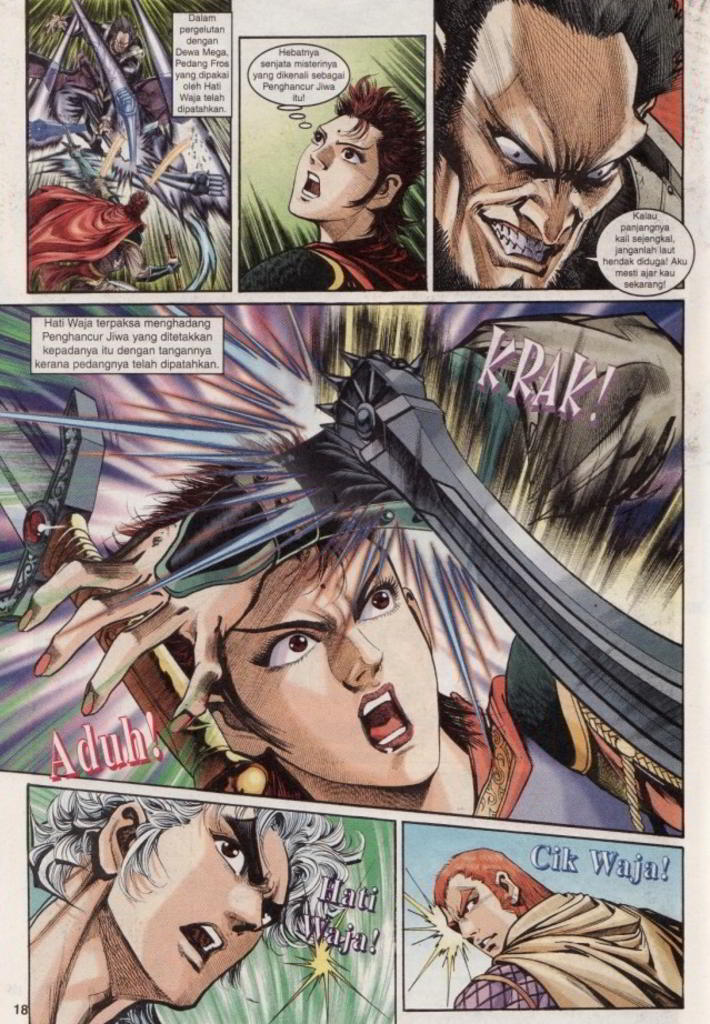 Dalam
pergelutan
dengan
Dewa Mega,
Pedang Fros
yang dipakai
oleh Hati
Waja telah
dipatahkan.
Hebatnya
senjata misterinya
yang dikenali sebagai
Penghancur Jiwa
itu!
Kalau
panjangnya
kail sejengkal,
janganlah laut
hendak diduga! Aku
mesti ajar kau
sekarang!
Hati Waja terpaksa menghadang
Penghancur Jiwa yang ditetakkan
kepadanya itu dengan tangannya
kerana pedangnya telah dipatahkan.
KRAK!
Aduh!
Hati
Waja!
Cik Waja!
18